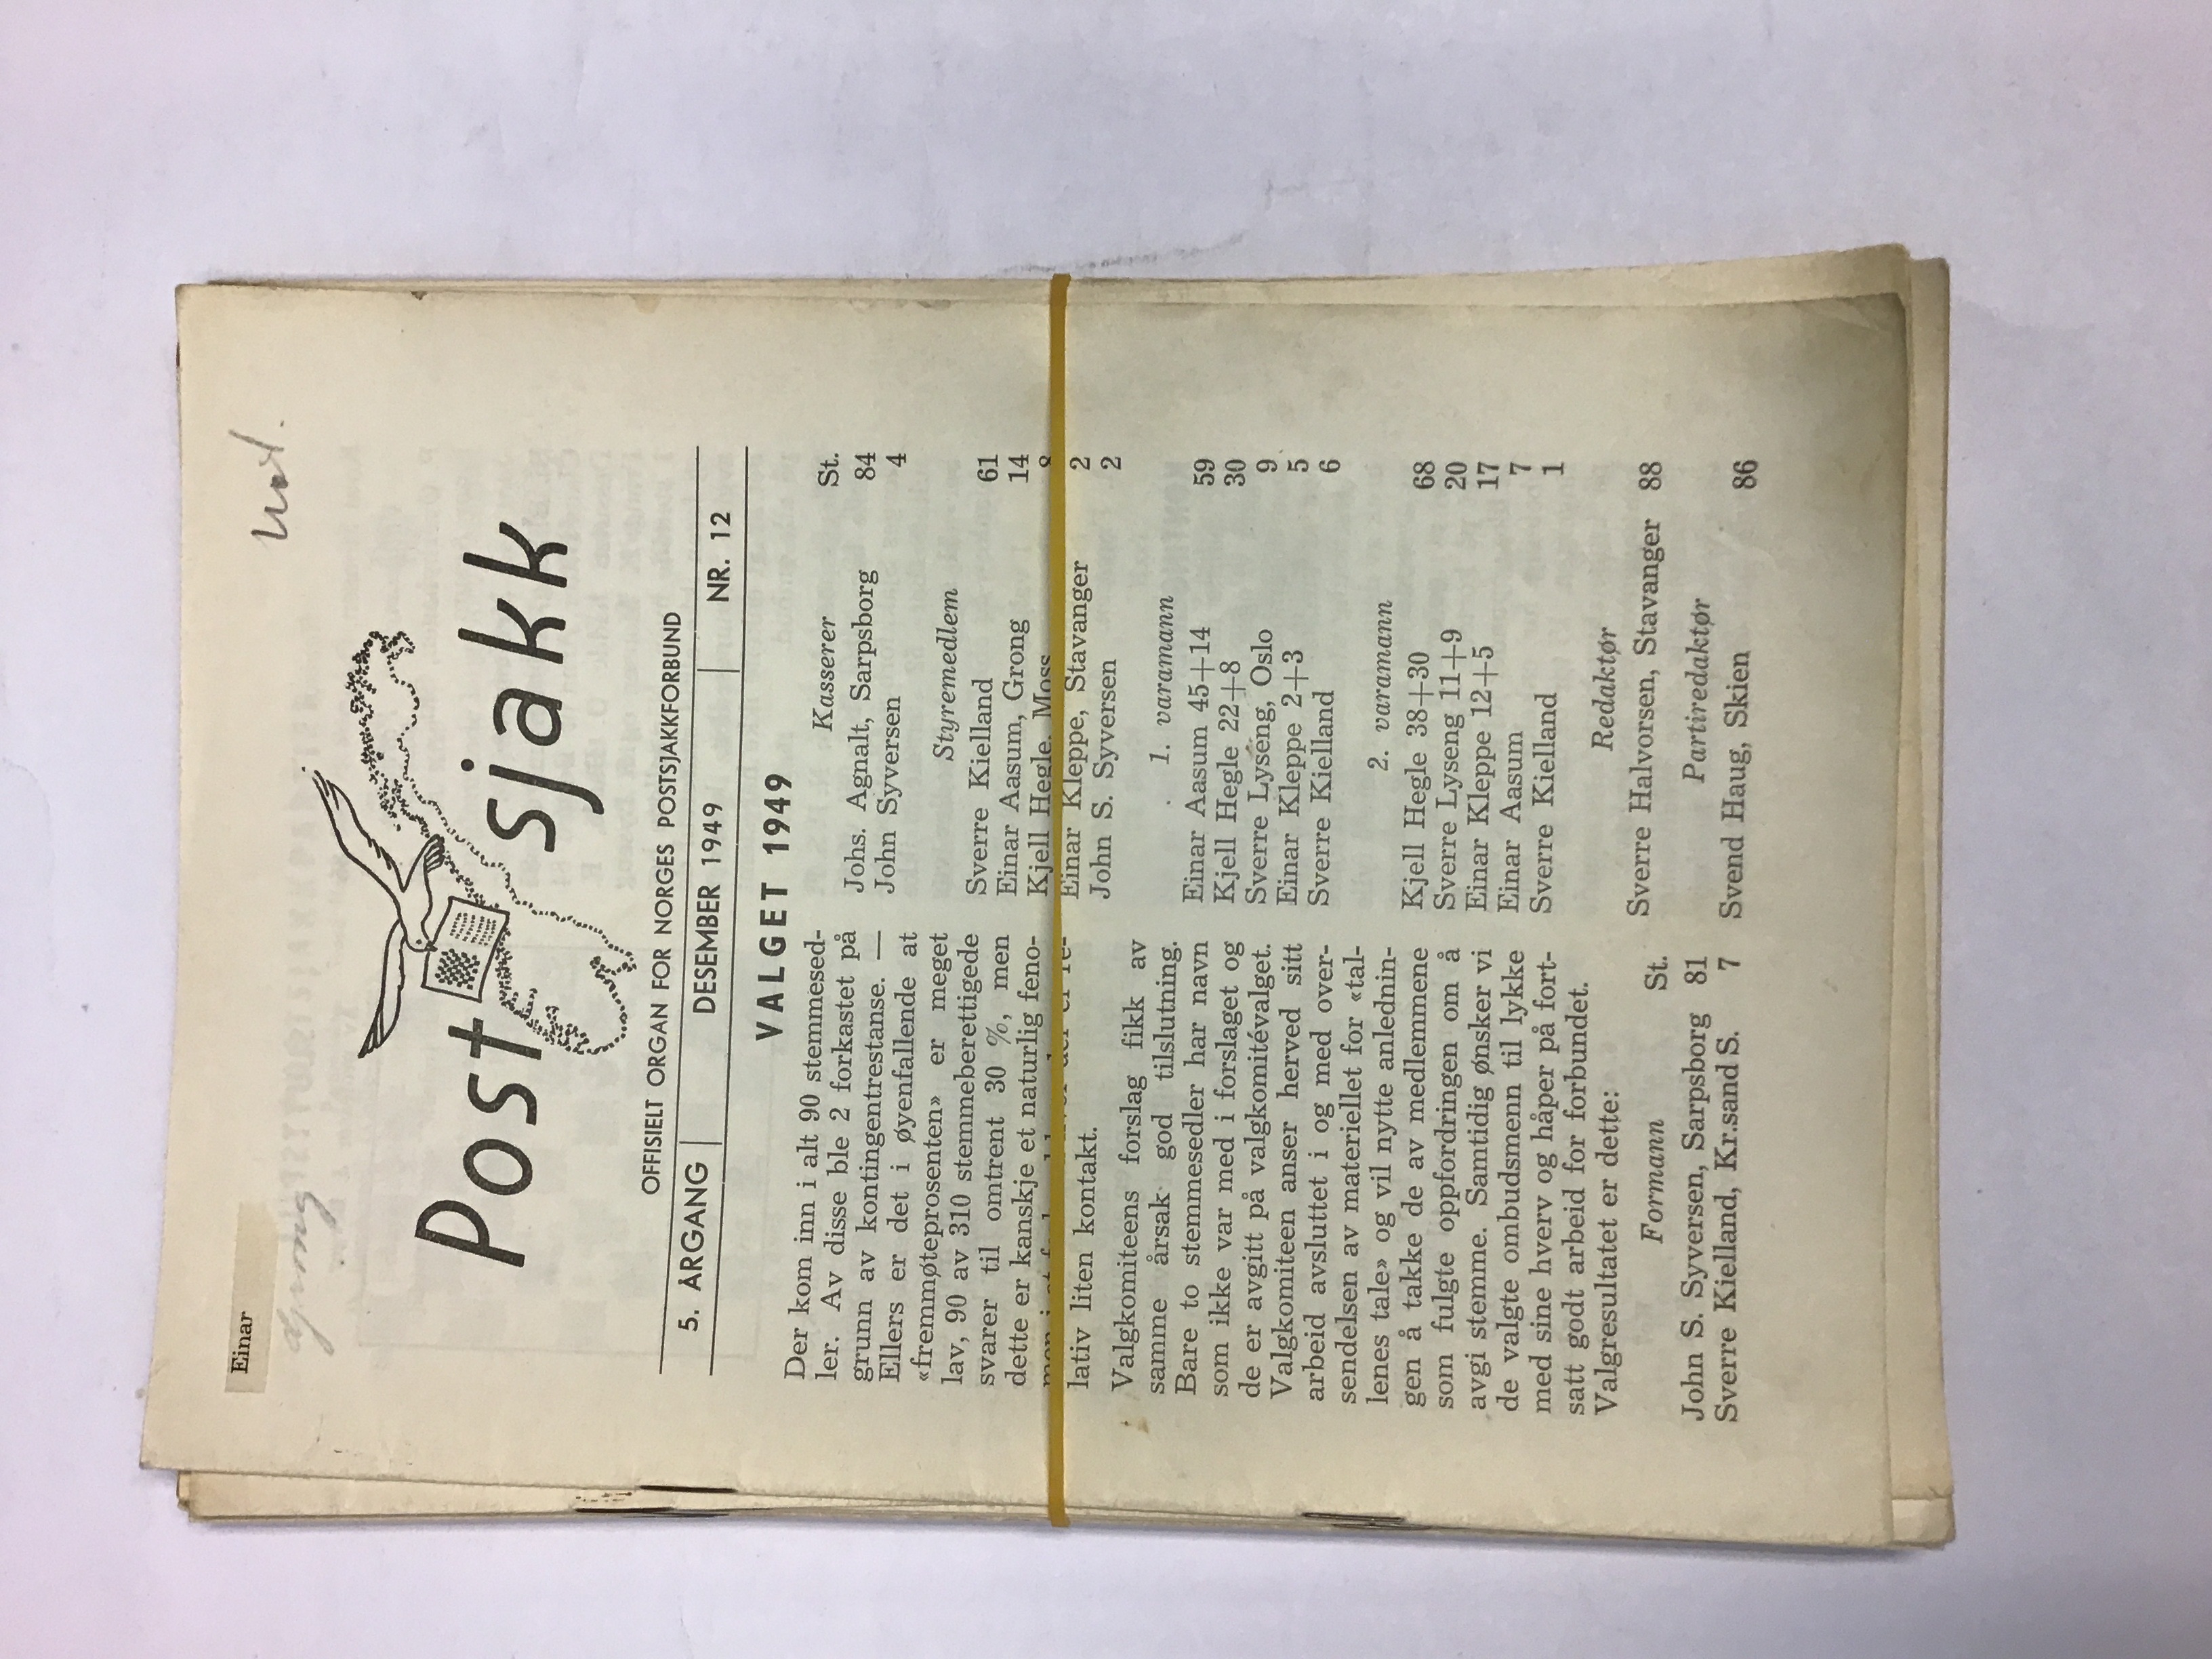 Einar
Post sjakk
OFFISIELT ORGAN FOR NORGES POSTSJAKKFORBUND
5. ÅRGANG DESEMBER 1949 NR. 12
VALGET 1949
Der kom inn i alt 90 stemmesed-
ler. Av disse ble 2 forkastet på
grunn av kontingentrestanse. —
Ellers er det i øyenfallende at
«fremmøteprosenten» er meget
lav, 90 av 310 stemmeberettigede
svarer til omtrent 30 %, men
dette er kanskje et naturlig feno-
lativ liten kontakt.
Valgkomiteens forslag fikk av
samme årsak god tilslutning.
Bare to stemmesedler har navn
som ikke var med i forslaget og
de er avgitt på valgkomitévalget.
Valgkomiteen anser herved sitt
arbeid avsluttet i og med over-
sendelsen av materiellet for «tal-
lenes tale» og vil nytte anlednin-
gen å takke de av medlemmene
som fulgte oppfordringen om å
avgi stemme. Samtidig ønsker vi
de valgte ombudsmenn til lykke
med sine hverv og håper på fort-
satt godt arbeid for forbundet.
Valgresultatet er dette:
Formann St.
John S. Syversen, Sarpsborg 81
Sverre Kielland, Kr.sand S. 7
Kasserer St.
Johs. Agnalt, Sarpsborg 84
John Syversen 4
Styremedlem
Sverre Kielland 61
Einar Aasum, Grong 14
Kjell Hegle, Moss 8
Einar Kleppe, Stavanger 2
John S. Syversen 2
1. varamann
Einar Aasum 45+14 59
Kjell Hegle 22+8 30
Sverre Lyseng, Oslo 9
Einar Kleppe 2+3 5
Sverre Kielland 6
2. varamann
Kjell Hegle 38+30 68
Sverre Lyseng 11+9 20
Einar Kleppe 12+5 17
Einar Aasum 7
Sverre Kielland 1
Redaktør
Sverre Halvorsen, Stavanger 88
Partiredaktør
Svend Haug, Skien 86